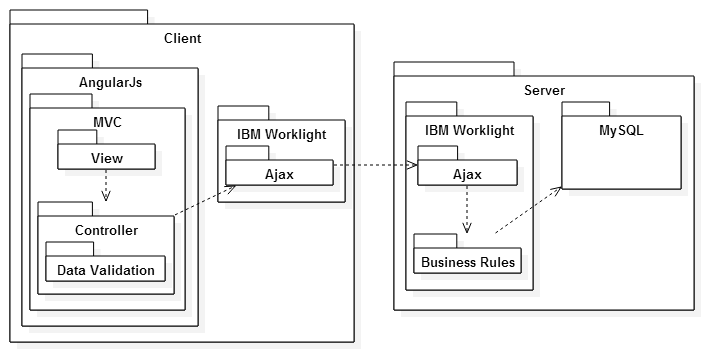 Client
AngularJs
MVC
View
Controller
Data Validation
IBM Worklight
Ajax
Server
IBM Worklight
Ajax
Business Rules
MySQL